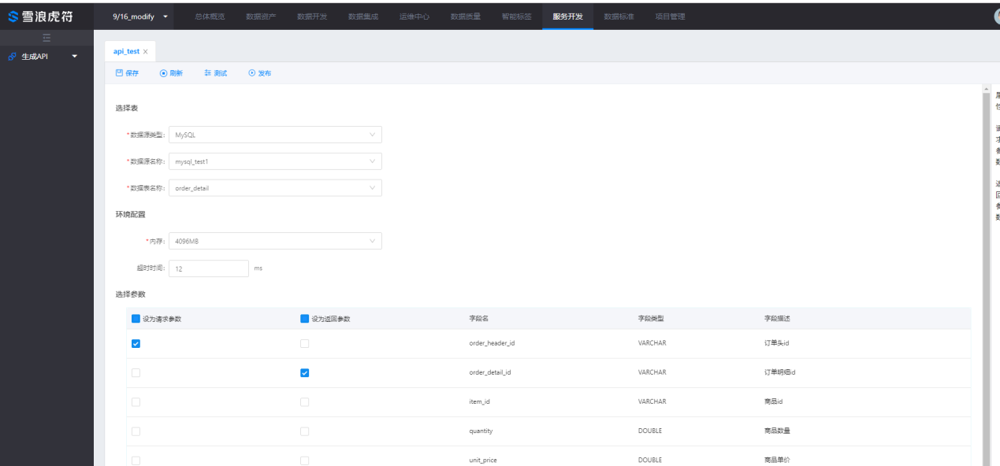 雪浪虎符 9/16_modify 总体概览 数据资产 数据开发 数据集成 运维中心 数据质量 智能标签 服务开发 数据标准 项目管理
生成API
api_test ×
保存 刷新 测试 发布
选择表
*数据源类型: MySQL
*数据源名称: mysql_test1
*数据表名称: order_detail
环境配置
*内存: 4096MB
超时时间: 12 ms
选择参数
设为请求参数 设为返回参数 字段名 字段类型 字段描述
order_header_id VARCHAR 订单头id
order_detail_id VARCHAR 订单明细id
item_id VARCHAR 商品id
quantity DOUBLE 商品数量
unit_price DOUBLE 商品单价